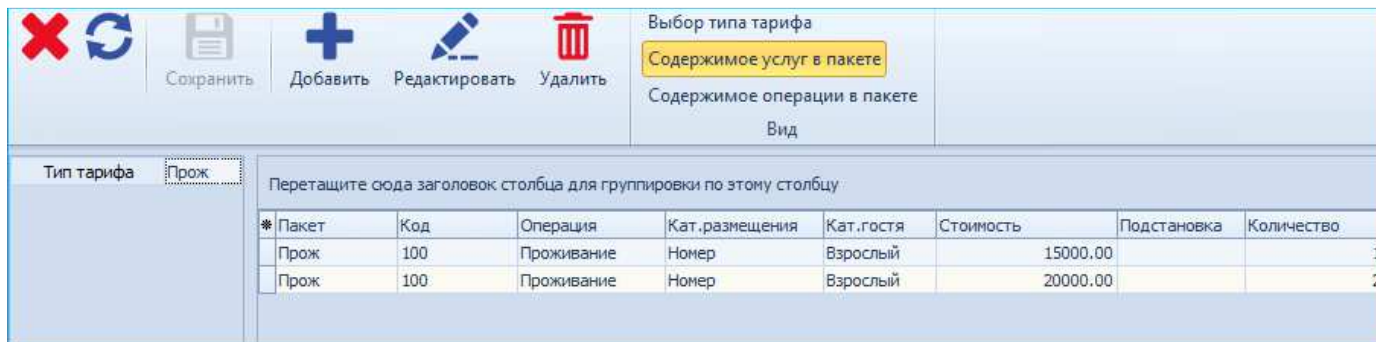 Сохранить
Добавить
Редактировать
Удалить
Выбор типа тарифа
Содержимое услуг в пакете
Содержимое операции в пакете
Вид
Тип тарифа Прож
Перетащите сюда заголовок столбца для группировки по этому столбцу
Пакет Код Операция Кат.размещения Кат.гостя Стоимость Подстановка Количество
Прож 100 Проживание Номер Взрослый 15000.00
Прож 100 Проживание Номер Взрослый 20000.00